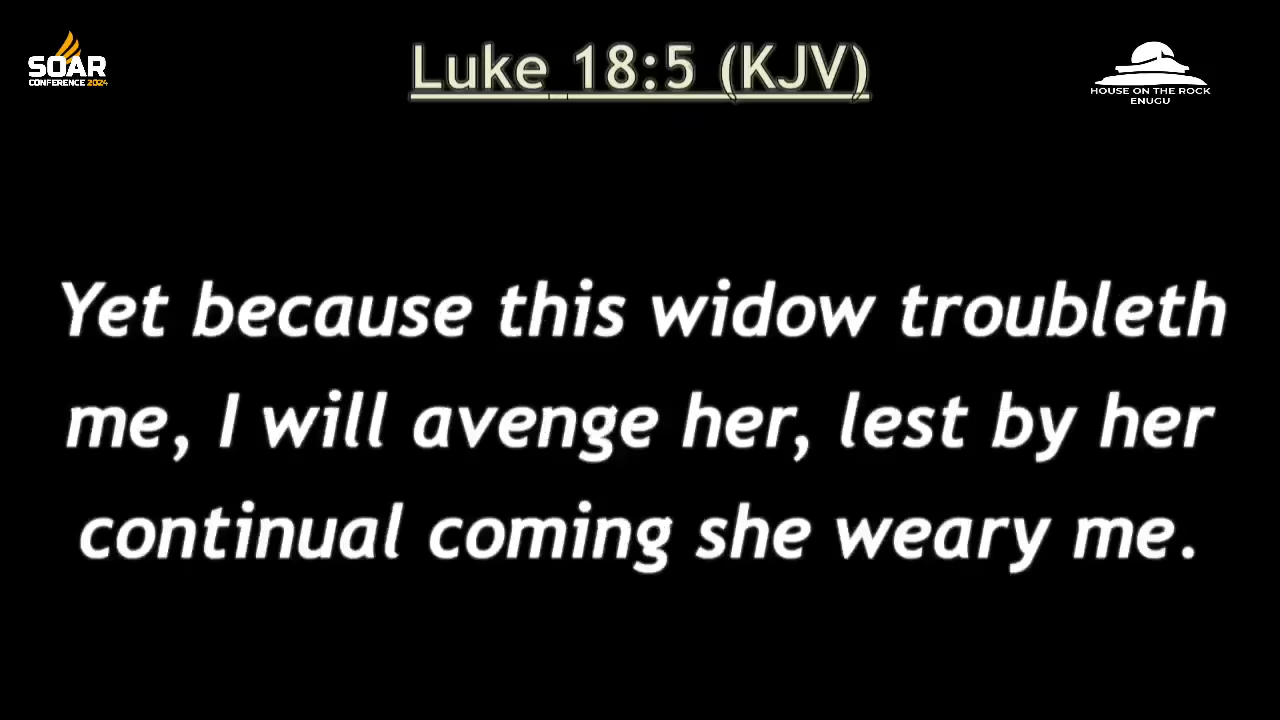 SOAR
CONFERENCE 2024
Luke 18:5 (KJV)
HOUSE ON THE ROCK
ENUGU
Yet because this widow troubleth
me, I will avenge her, lest by her
continual coming she weary me.